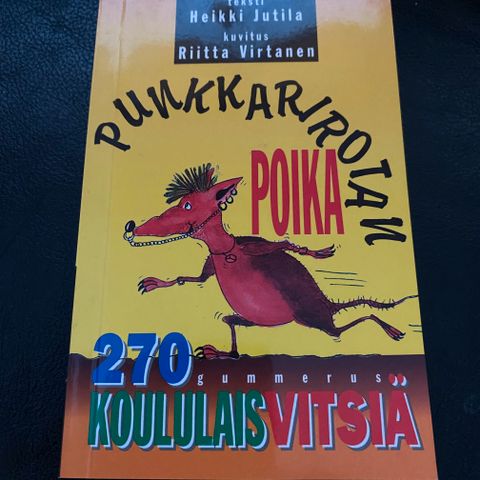 teksti
Heikki Jutila
kuvitus
Riitta Virtanen
PUNKKARIROTAN
POIKA
270
gummerus
KOULULAISVITSIÄ